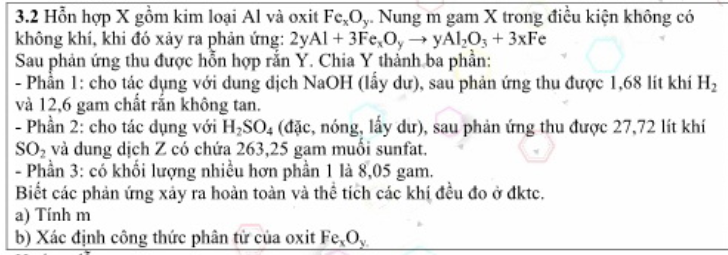 3.2 Hỗn hợp X gồm kim loại Al và oxit FeₓOᵧ. Nung m gam X trong điều kiện không có
không khí, khi đó xảy ra phản ứng: 2yAl + 3FeₓOᵧ → yAl₂O₃ + 3xFe
Sau phản ứng thu được hỗn hợp rắn Y. Chia Y thành ba phần:
- Phần 1: cho tác dụng với dung dịch NaOH (lấy dư), sau phản ứng thu được 1,68 lít khí H₂
và 12,6 gam chất rắn không tan.
- Phần 2: cho tác dụng với H₂SO₄ (đặc, nóng, lấy dư), sau phản ứng thu được 27,72 lít khí
SO₂ và dung dịch Z có chứa 263,25 gam muối sunfat.
- Phần 3: có khối lượng nhiều hơn phần 1 là 8,05 gam.
Biết các phản ứng xảy ra hoàn toàn và thể tích các khí đều đo ở đktc.
a) Tính m
b) Xác định công thức phân tử của oxit FeₓOᵧ.